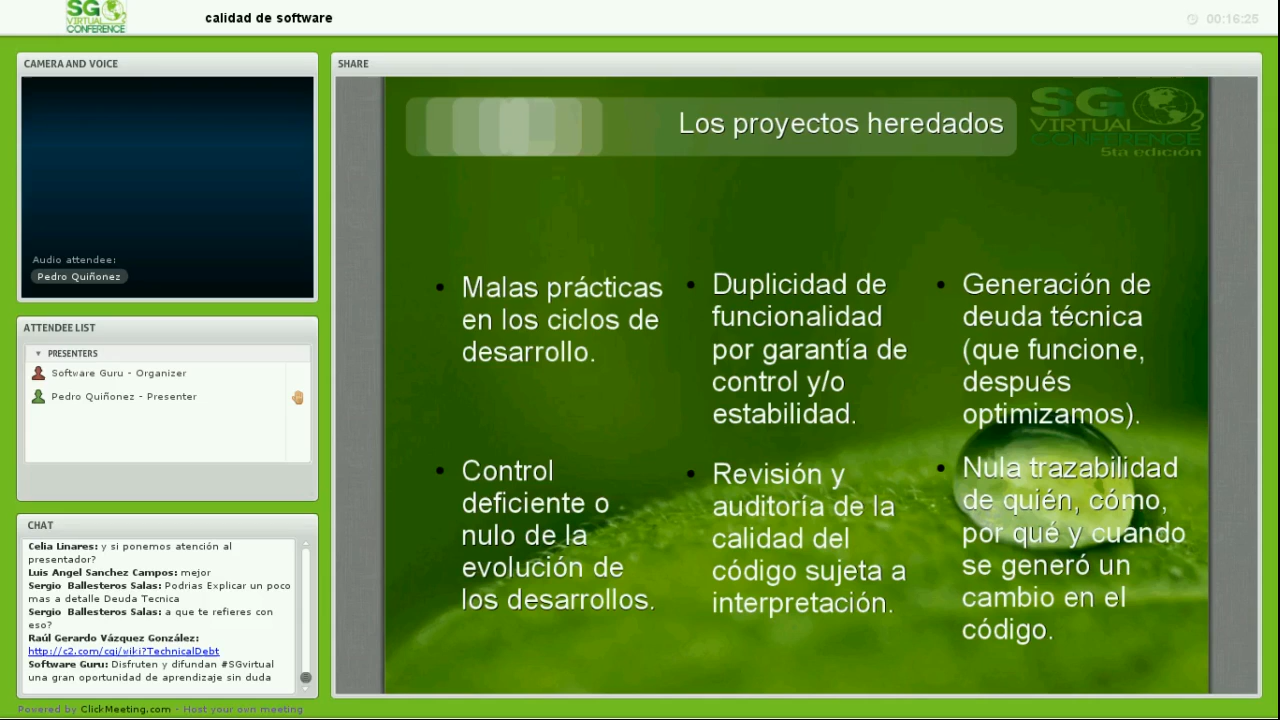 SG
VIRTUAL
CONFERENCE
calidad de software
00:16:25
CAMERA AND VOICE
Audio attendee:
Pedro Quiñonez
ATTENDEE LIST
PRESENTERS
Software Guru - Organizer
Pedro Quiñonez - Presenter
CHAT
Celia Linares: y si ponemos atención al
presentador?
Luis Angel Sanchez Campos: mejor
Sergio Ballesteros Salas: Podrias Explicar un poco
mas a detalle Deuda Tecnica
Sergio Ballesteros Salas: a que te refieres con
eso?
Raúl Gerardo Vázquez González:
http://c2.com/cgi/wiki?TechnicalDebt
Software Guru: Disfruten y difundan #SGvirtual
una gran oportunidad de aprendizaje sin duda
Powered by ClickMeeting.com - Host your own meeting
SHARE
Los proyectos heredados
SG
VIRTUAL
CONFERENCE
5ta edición
• Malas prácticas
en los ciclos de
desarrollo.
• Duplicidad de
funcionalidad
por garantía de
control y/o
estabilidad.
• Generación de
deuda técnica
(que funcione,
después
optimizamos).
• Control
deficiente o
nulo de la
evolución de
los desarrollos.
• Revisión y
auditoría de la
calidad del
código sujeta a
interpretación.
• Nula trazabilidad
de quién, cómo,
por qué y cuando
se generó un
cambio en el
código.